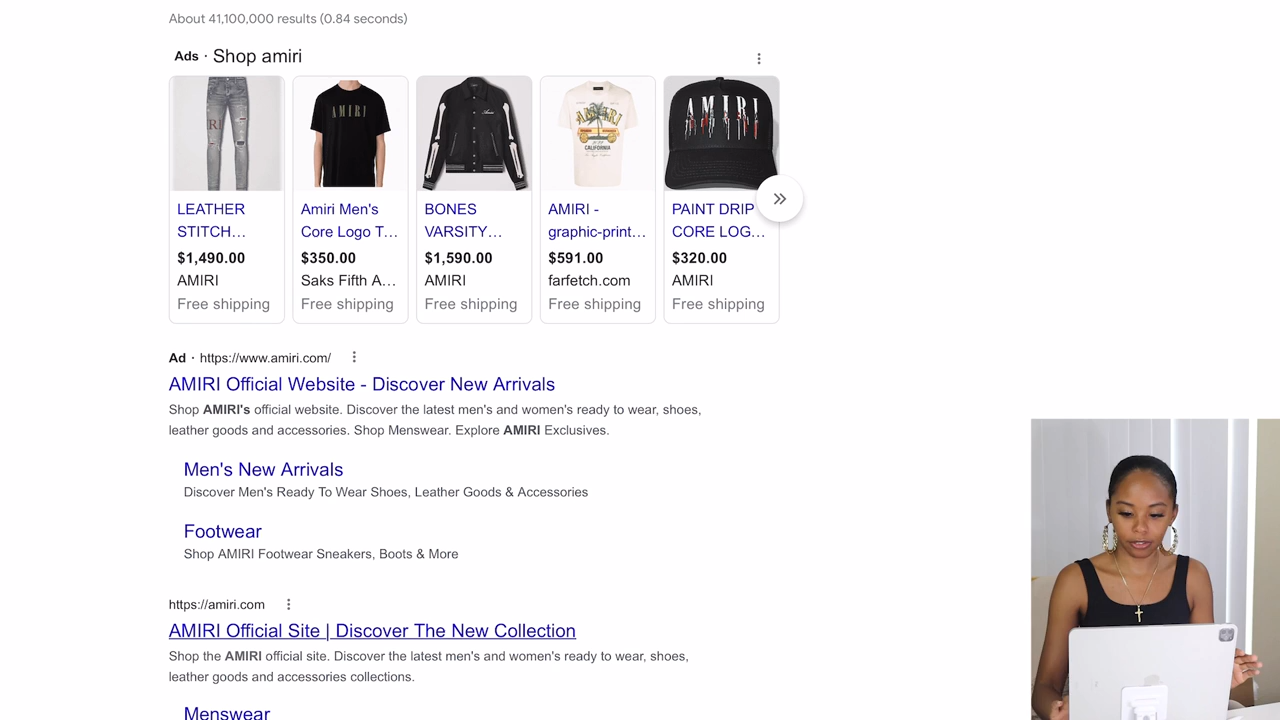 About 41,100,000 results (0.84 seconds)
Ads · Shop amiri
AMIRI
AMIRI
CALIFORNIA
AMIRI
LEATHER
STITCH...
$1,490.00
AMIRI
Free shipping
Amiri Men's
Core Logo T...
$350.00
Saks Fifth A...
Free shipping
BONES
VARSITY...
$1,590.00
AMIRI
Free shipping
AMIRI -
graphic-print...
$591.00
farfetch.com
Free shipping
PAINT DRIP
CORE LOG...
$320.00
AMIRI
Free shipping
Ad · https://www.amiri.com/
AMIRI Official Website - Discover New Arrivals
Shop AMIRI's official website. Discover the latest men's and women's ready to wear, shoes,
leather goods and accessories. Shop Menswear. Explore AMIRI Exclusives.
Men's New Arrivals
Discover Men's Ready To Wear Shoes, Leather Goods & Accessories
Footwear
Shop AMIRI Footwear Sneakers, Boots & More
https://amiri.com
AMIRI Official Site | Discover The New Collection
Shop the AMIRI official site. Discover the latest men's and women's ready to wear, shoes,
leather goods and accessories collections.
Menswear